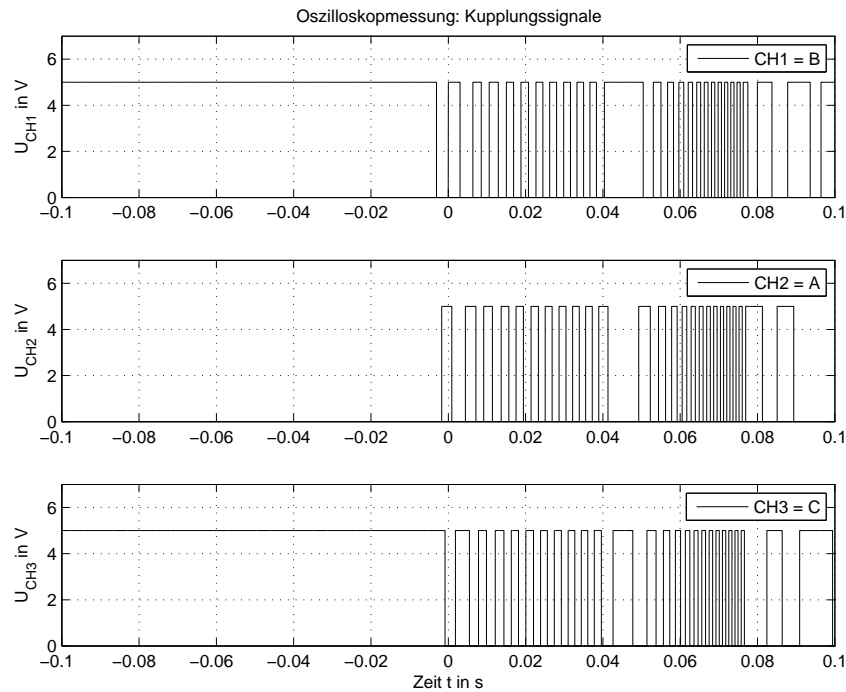 Oszilloskopmessung: Kupplungssignale
U_CH1 in V
6
4
2
0
CH1 = B
−0.1 −0.08 −0.06 −0.04 −0.02 0 0.02 0.04 0.06 0.08 0.1
U_CH2 in V
6
4
2
0
CH2 = A
−0.1 −0.08 −0.06 −0.04 −0.02 0 0.02 0.04 0.06 0.08 0.1
U_CH3 in V
6
4
2
0
CH3 = C
−0.1 −0.08 −0.06 −0.04 −0.02 0 0.02 0.04 0.06 0.08 0.1
Zeit t in s